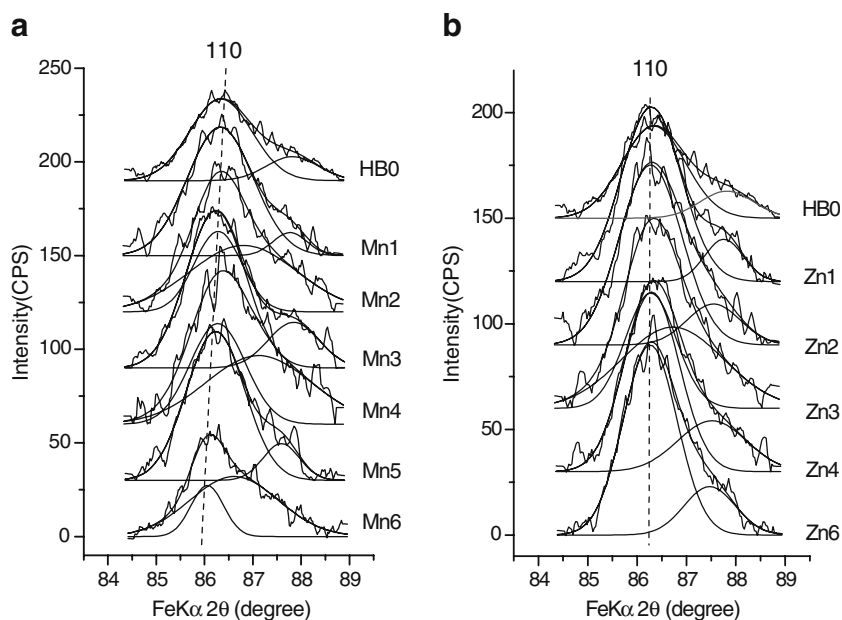 a
110
250
200
150
100
50
0
Intensity(CPS)
HB0
Mn1
Mn2
Mn3
Mn4
Mn5
Mn6
84 85 86 87 88 89
FeKα 2θ (degree)
b
110
200
150
100
50
0
Intensity(CPS)
HB0
Zn1
Zn2
Zn3
Zn4
Zn6
84 85 86 87 88 89
FeKα 2θ (degree)